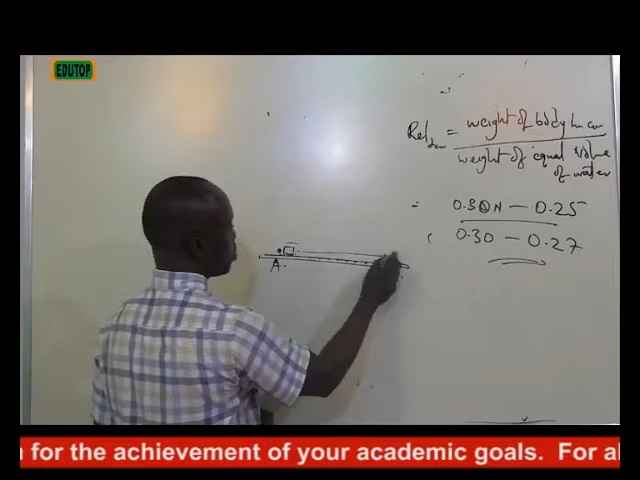 EDUTOP
Rel den = weight of body in air
weight of equal volume
of water
= 0.30N - 0.25
0.30 - 0.27
A.
for the achievement of your academic goals. For al